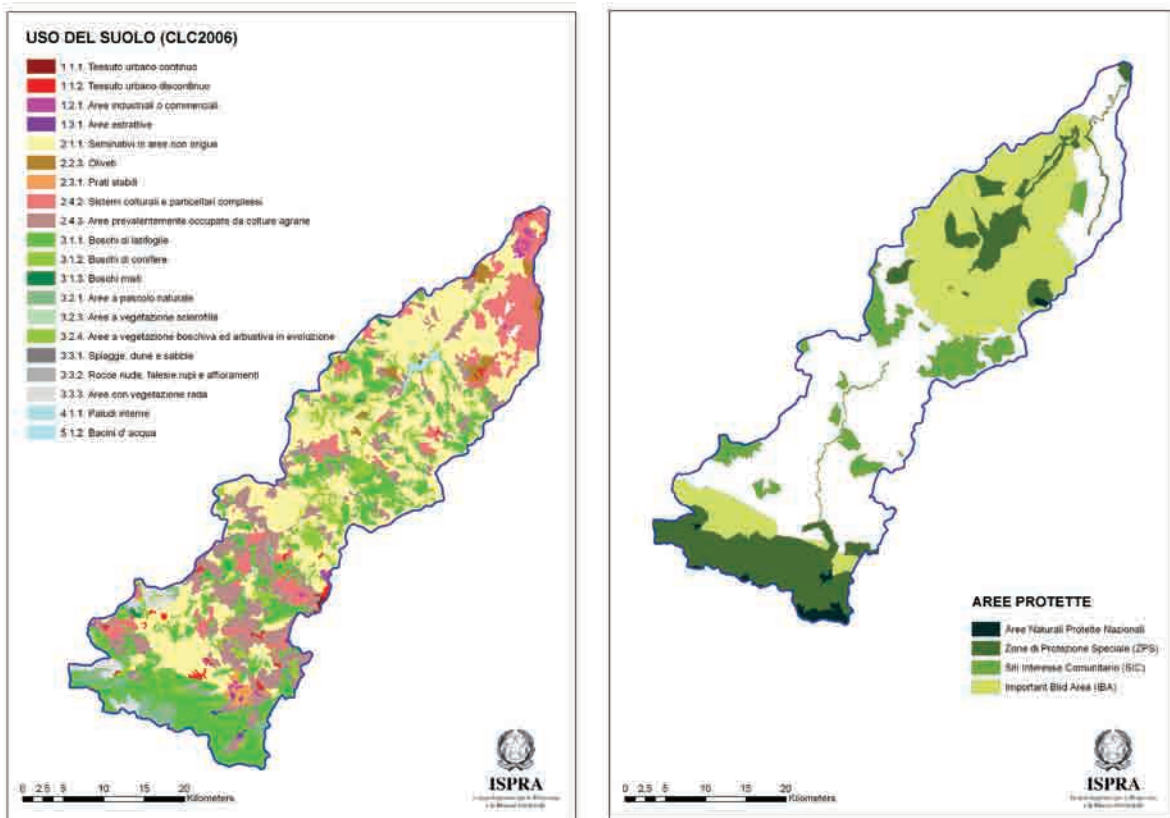 USO DEL SUOLO (CLC2006)
1.1.1. Tessuto urbano continuo
1.1.2. Tessuto urbano discontinuo
1.2.1. Aree industriali o commerciali
1.3.1. Aree estrattive
2.1.1. Seminativi in aree non irrigue
2.2.3. Oliveti
2.3.1. Prati stabili
2.4.2. Sistemi colturali e particellari complessi
2.4.3. Aree prevalentemente occupate da colture agrarie
3.1.1. Boschi di latifoglie
3.1.2. Boschi di conifere
3.1.3. Boschi misti
3.2.1. Aree a pascolo naturale
3.2.3. Aree a vegetazione sclerofilla
3.2.4. Aree a vegetazione boschiva ed arbustiva in evoluzione
3.3.1. Spiagge, dune e sabbie
3.3.2. Rocce nude, falesie, rupi e affioramenti
3.3.3. Aree con vegetazione rada
4.1.1. Paludi interne
5.1.2. Bacini d' acqua
0 2.5 5 10 15 20
Kilometers
ISPRA
AREE PROTETTE
Aree Naturali Protette Nazionali
Zone di Protezione Speciale (ZPS)
Siti Interesse Comunitario (SIC)
Important Bird Area (IBA)
0 2.5 5 10 15 20
Kilometers
ISPRA